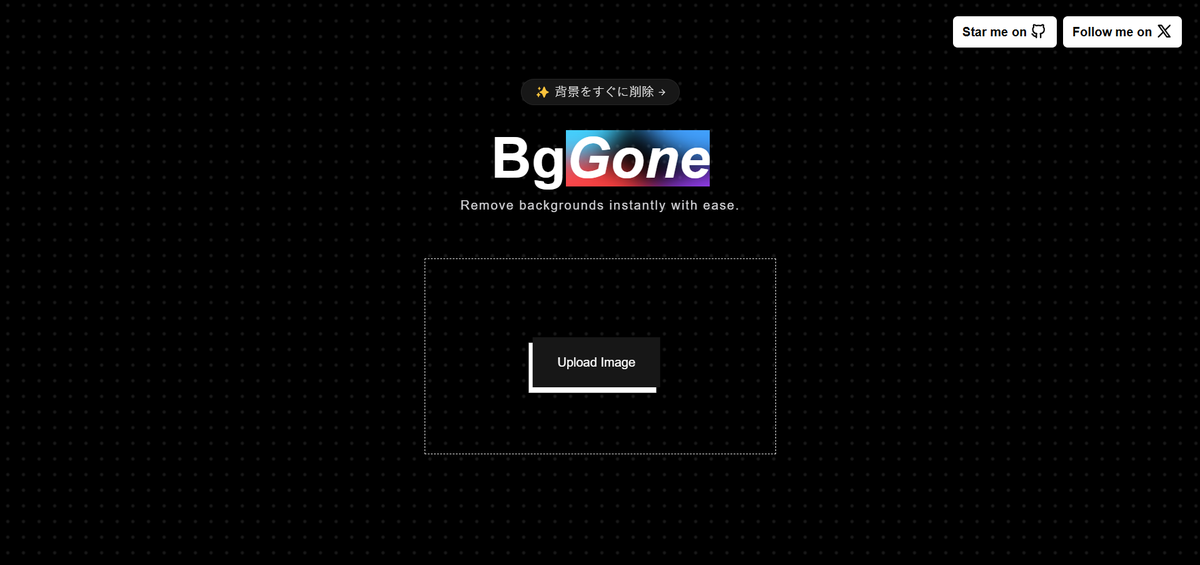 Star me on
Follow me on
✨ 背景をすぐに削除 →
BgGone
Remove backgrounds instantly with ease.
Upload Image